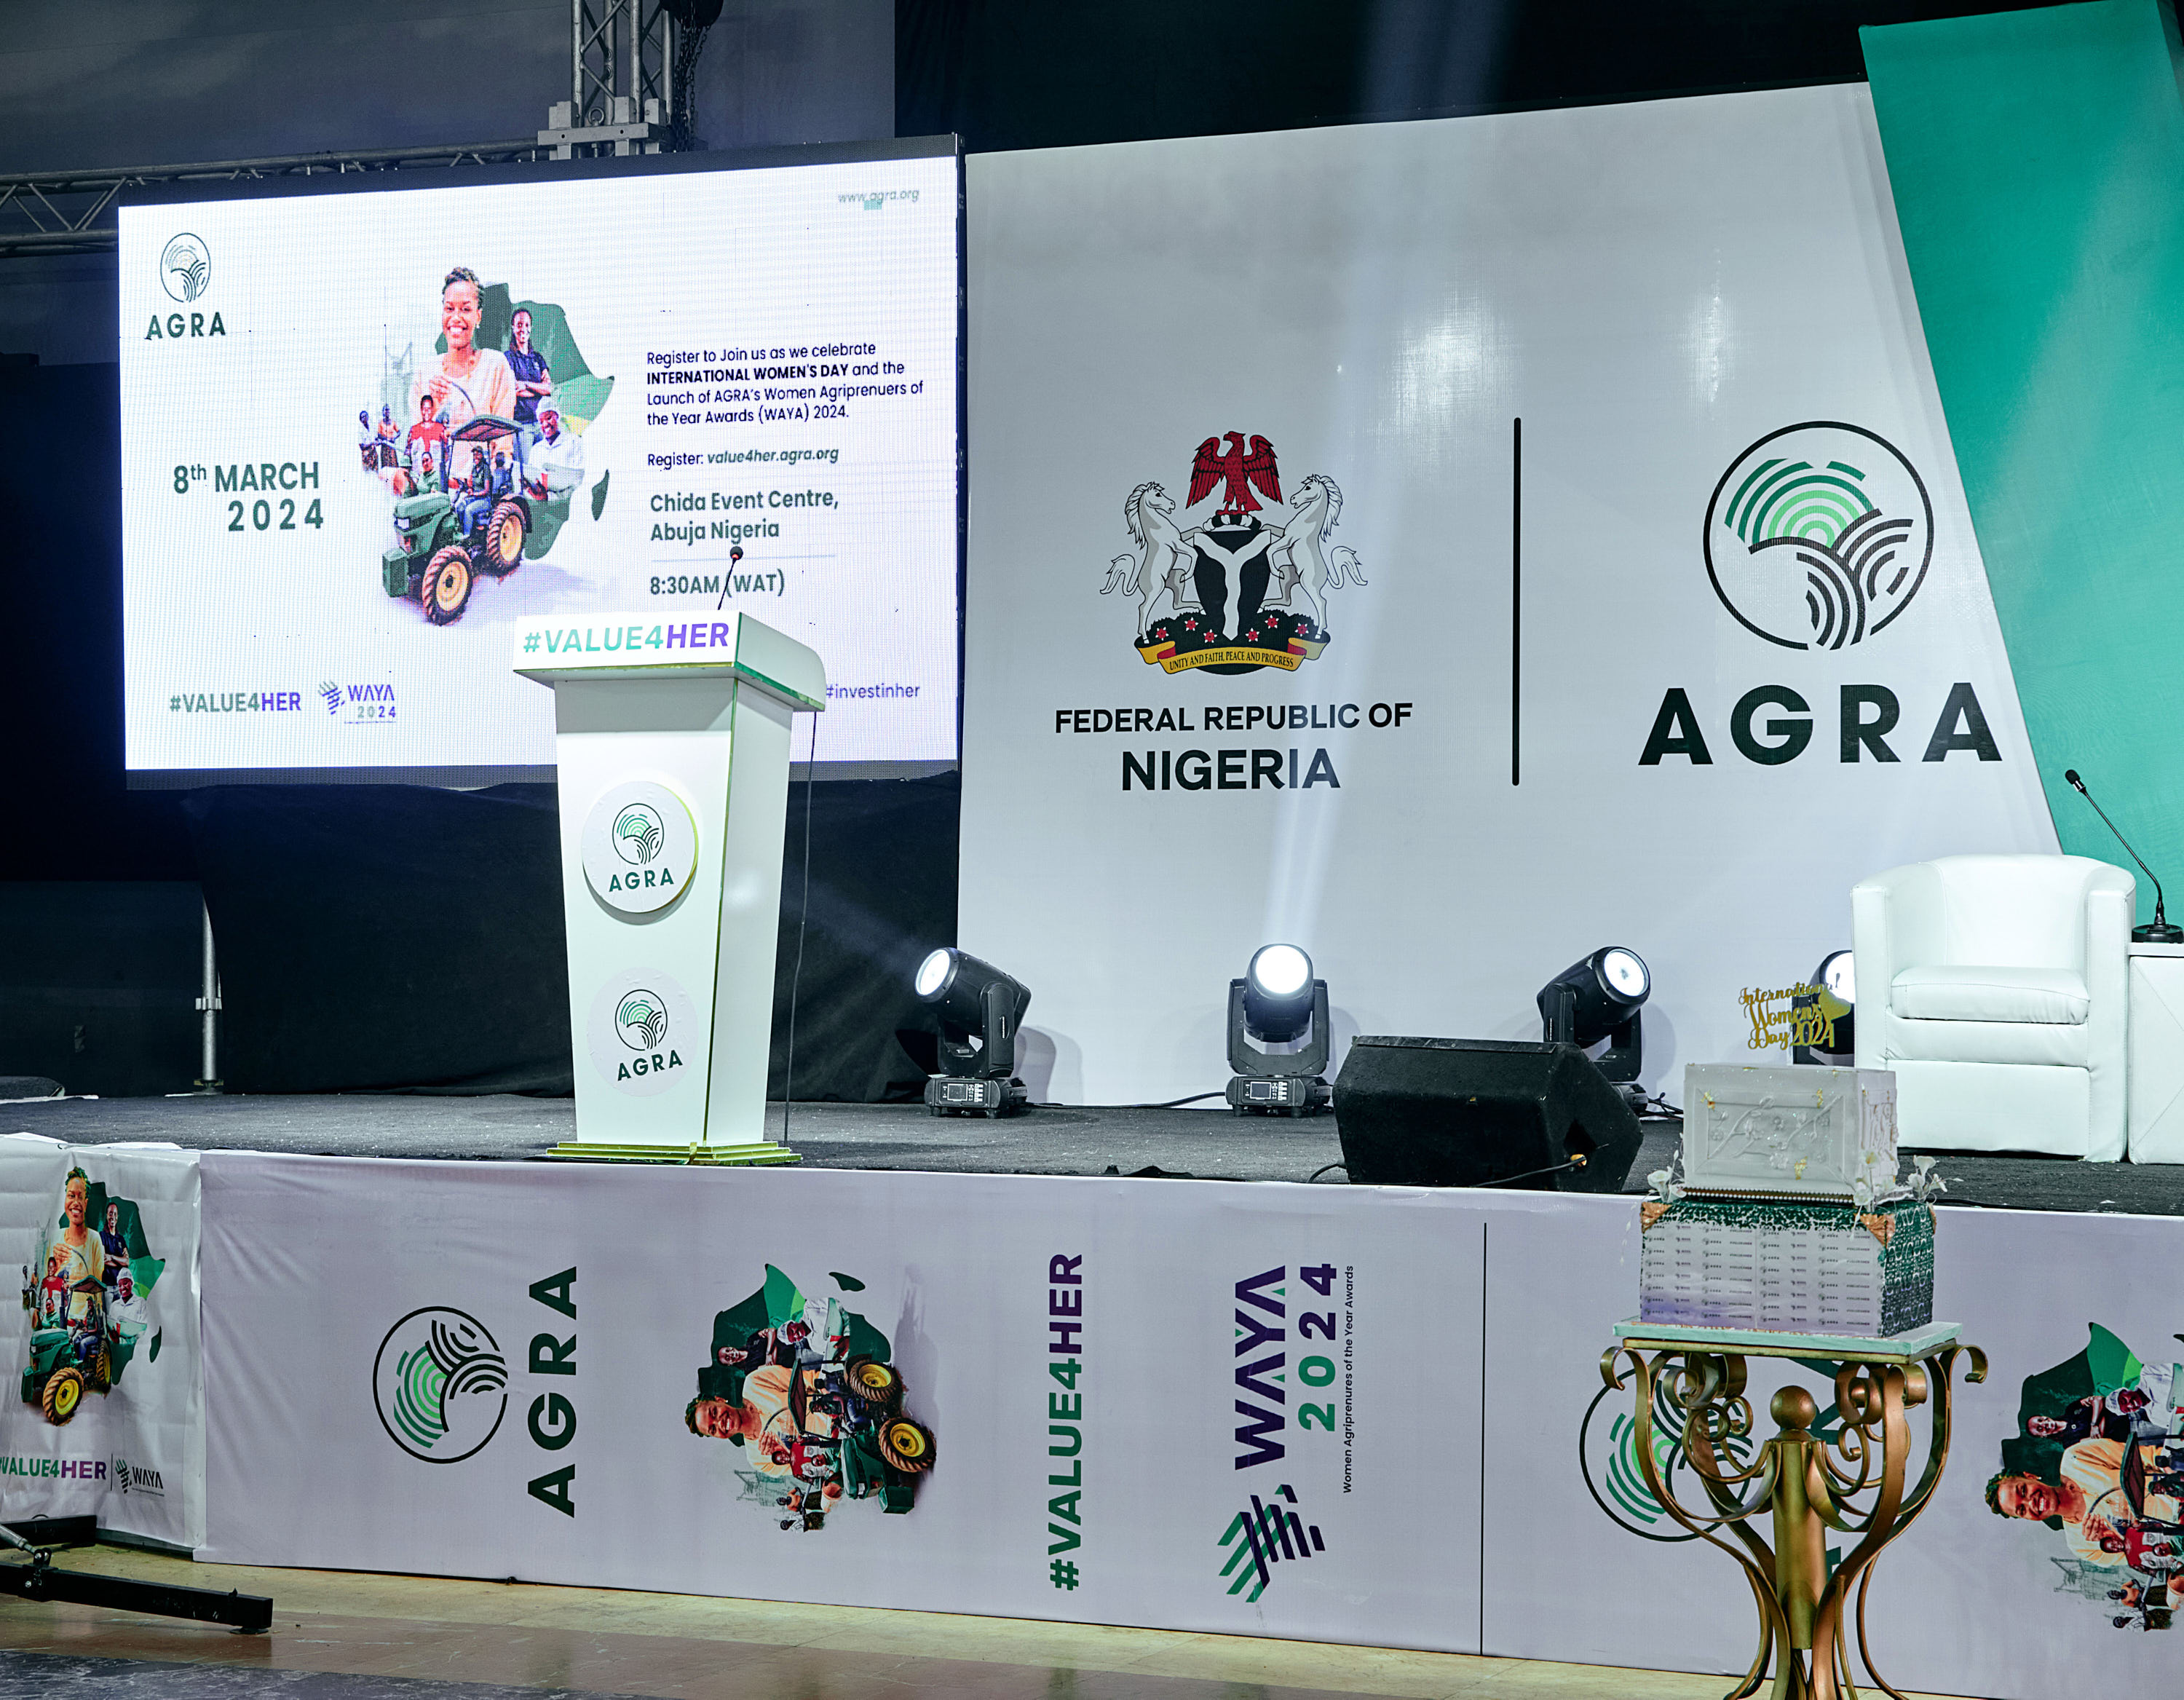 www.agra.org
AGRA
Register to Join us as we celebrate
INTERNATIONAL WOMEN'S DAY and the
Launch of AGRA's Women Agriprenuers of
the Year Awards (WAYA) 2024.
Register: value4her.agra.org
8th MARCH
2024
Chida Event Centre,
Abuja Nigeria
8:30AM (WAT)
#VALUE4HER
WAYA
2024
#investinher
#VALUE4HER
AGRA
AGRA
UNITY AND FAITH, PEACE AND PROGRESS
FEDERAL REPUBLIC OF
NIGERIA
AGRA
International
Women's
Day 2024
VALUE4HER
WAYA
AGRA
#VALUE4HER
WAYA
2024
Women Agriprenures of the Year Awards